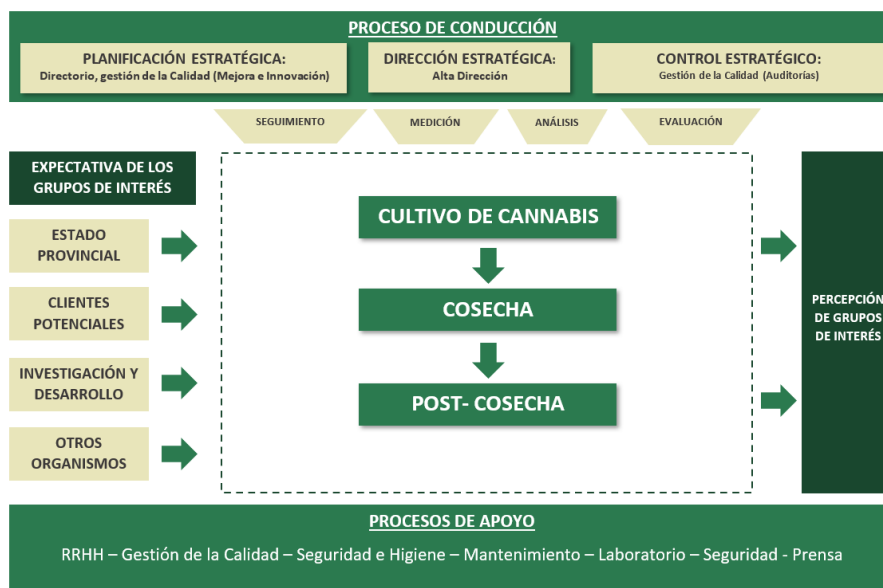 PROCESO DE CONDUCCIÓN
PLANIFICACIÓN ESTRATÉGICA:
Directorio, gestión de la Calidad (Mejora e Innovación)
DIRECCIÓN ESTRATÉGICA:
Alta Dirección
CONTROL ESTRATÉGICO:
Gestión de la Calidad (Auditorías)
SEGUIMIENTO
MEDICIÓN
ANÁLISIS
EVALUACIÓN
EXPECTATIVA DE LOS
GRUPOS DE INTERÉS
ESTADO
PROVINCIAL
CLIENTES
POTENCIALES
INVESTIGACIÓN Y
DESARROLLO
OTROS
ORGANISMOS
CULTIVO DE CANNABIS
COSECHA
POST- COSECHA
PERCEPCIÓN
DE GRUPOS
DE INTERÉS
PROCESOS DE APOYO
RRHH – Gestión de la Calidad – Seguridad e Higiene – Mantenimiento – Laboratorio – Seguridad - Prensa